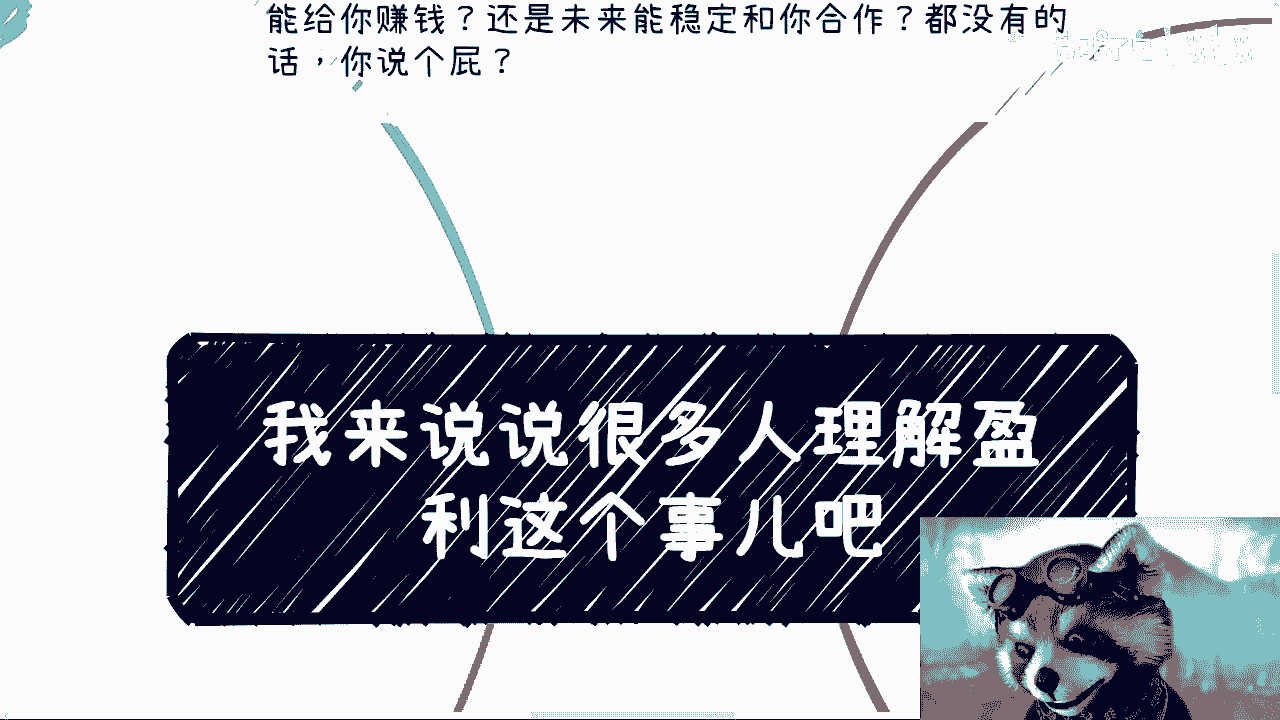 能给你赚钱？还是未来能稳定和你合作？都没有的
话，你说个屁？
我来说说很多人理解盈
利这个事儿吧